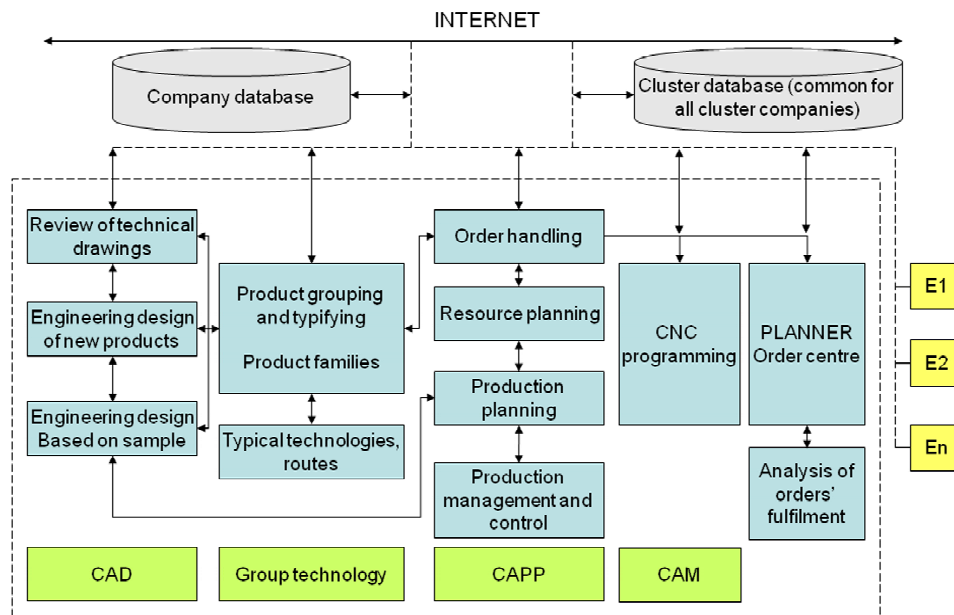 INTERNET
Company database
Cluster database (common for
all cluster companies)
Review of technical
drawings
Engineering design
of new products
Engineering design
Based on sample
Product grouping
and typifying
Product families
Typical technologies,
routes
Order handling
Resource planning
Production
planning
Production
management and
control
CNC
programming
PLANNER
Order centre
Analysis of
orders’
fulfilment
E1
E2
En
CAD
Group technology
CAPP
CAM